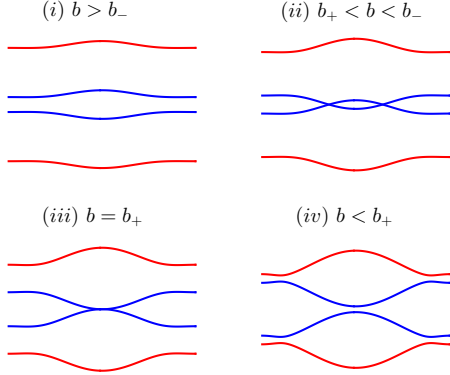 (i) b > b₋
(ii) b₊ < b < b₋
(iii) b = b₊
(iv) b < b₊